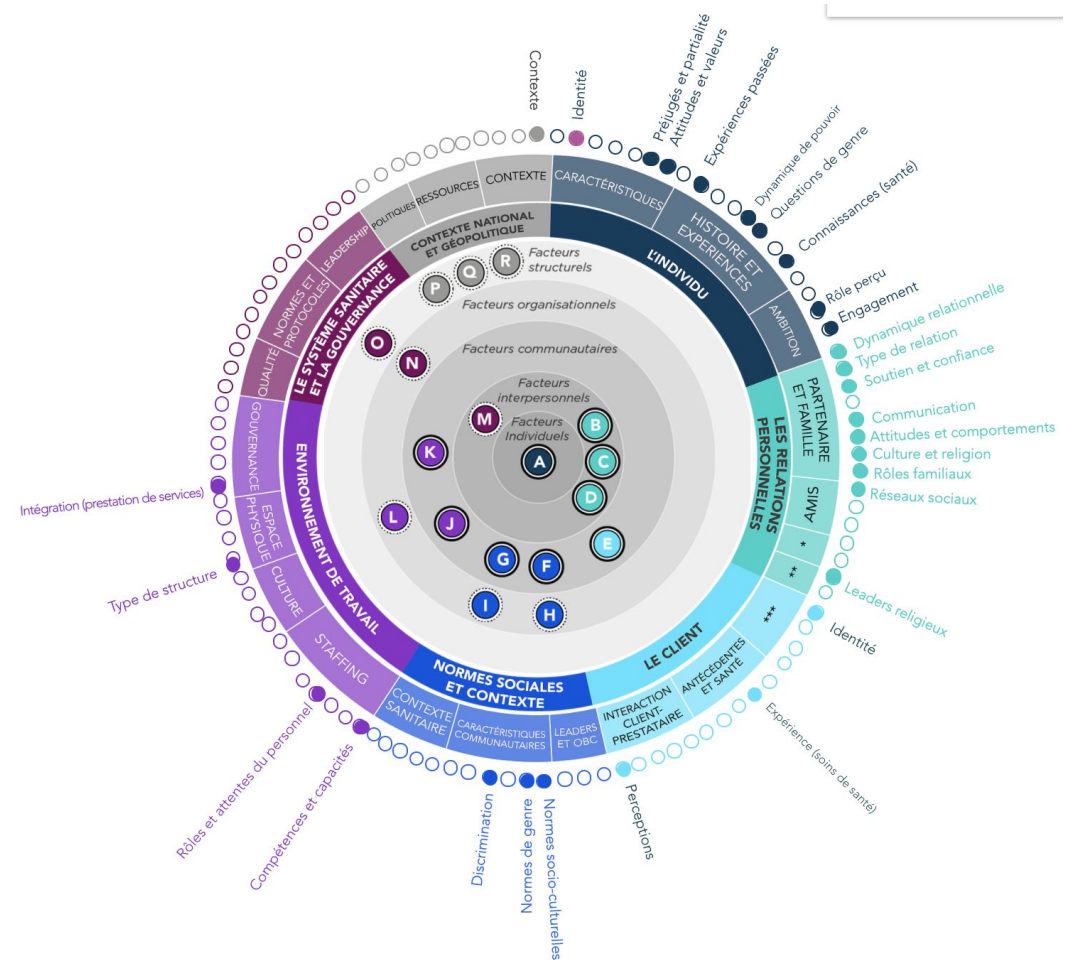 Contexte
Identité
Préjugés et partialité
Attitudes et valeurs
Expériences passées
Dynamique de pouvoir
Questions de genre
Connaissances (santé)
Rôle perçu
Engagement
Dynamique relationnelle
Type de relation
Soutien et confiance
Communication
Attitudes et comportements
Culture et religion
Rôles familiaux
Réseaux sociaux
Leaders religieux
Identité
Expérience (soins de santé)
Perceptions
Normes socio-culturelles
Normes de genre
Discrimination
Compétences et capacités
Rôles et attentes du personnel
Type de structure
Intégration (prestation de services)
CARACTÉRISTIQUES
HISTOIRE ET
EXPERIENCES
AMBITION
PARTENAIRE
ET FAMILLE
AMIS
*
**
***
ANTÉCÉDENTES
ET SANTÉ
INTERACTION
CLIENT-
PRESTATAIRE
LEADERS
ET OBC
CARACTÉRISTIQUES
COMMUNAUTAIRES
CONTEXTE
SANITAIRE
STAFFING
CULTURE
ESPACE
PHYSIQUE
GOUVERNANCE
QUALITÉ
NORMES ET
PROTOCOLES
LEADERSHIP
POLITIQUES
RESSOURCES
CONTEXTE
L'INDIVIDU
LES RELATIONS
PERSONNELLES
LE CLIENT
NORMES SOCIALES
ET CONTEXTE
ENVIRONNEMENT DE TRAVAIL
LE SYSTÈME SANITAIRE
ET LA GOUVERNANCE
CONTEXTE NATIONAL
ET GÉOPOLITIQUE
Facteurs
structurels
Facteurs organisationnels
Facteurs communautaires
Facteurs
interpersonnels
Facteurs
Individuels
R
Q
P
O
N
M
B
K
A
C
D
L
J
E
G
F
I
H